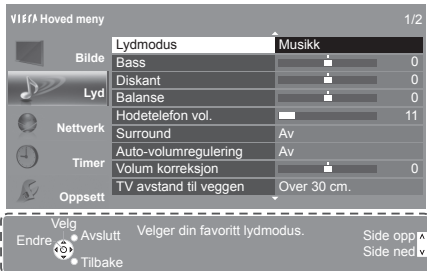 VIErA Hoved meny 1/2
Bilde
Lyd
Nettverk
Timer
Oppsett
Lydmodus Musikk
Bass 0
Diskant 0
Balanse 0
Hodetelefon vol. 11
Surround Av
Auto-volumregulering Av
Volum korreksjon 0
TV avstand til veggen Over 30 cm.
Velg
Endre
Avslutt
Tilbake
Velger din favoritt lydmodus.
Side opp
Side ned